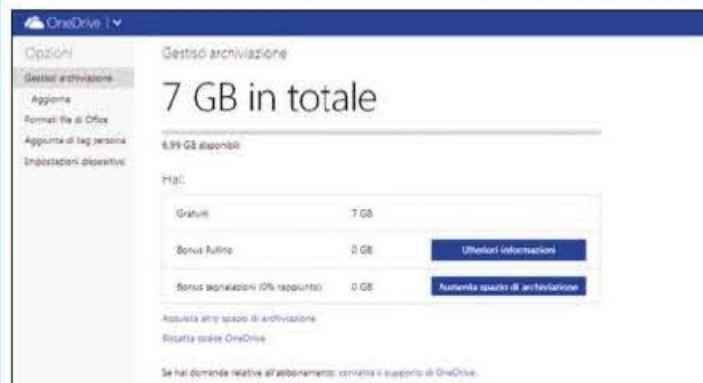 OneDrive
Opzioni
Gestisci archiviazione
Aggiorna
Formati file di Office
Aggiunta di tag persona
Impostazioni dispositivo
Gestisci archiviazione
7 GB in totale
6.99 GB disponibili
Hai:
Gratuiti 7 GB
Bonus Rullino 0 GB Ulteriori informazioni
Bonus segnalazioni (0% raggiunto) 0 GB Aumenta spazio di archiviazione
Acquista altro spazio di archiviazione
Riscatta codice OneDrive
Se hai domande relative all'abbonamento, contatta il supporto di OneDrive.